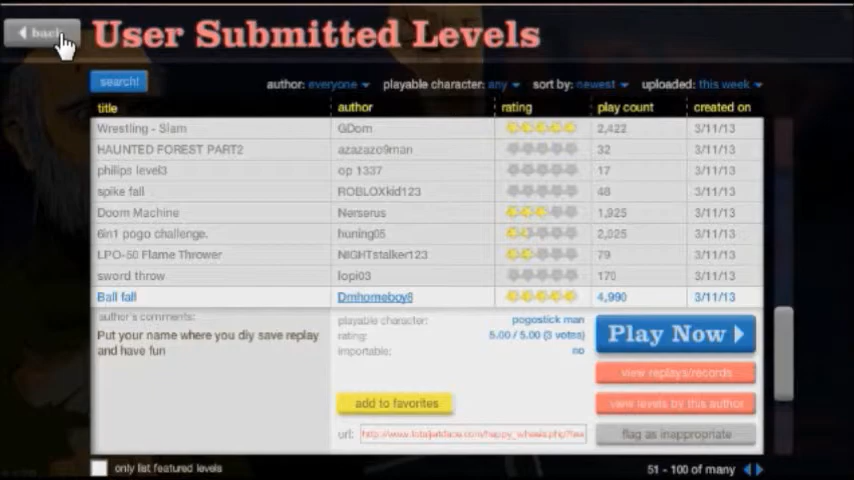 back
User Submitted Levels
search! author: everyone playable character: any sort by: newest uploaded: this week
title author rating play count created on
Wrestling - Slam GDom 2,422 3/11/13
HAUNTED FOREST PART2 azazazo9man 32 3/11/13
philips level3 op 1337 17 3/11/13
spike fall ROBLOXkid123 48 3/11/13
Doom Machine Nerserus 1,925 3/11/13
6in1 pogo challenge. huning05 2,025 3/11/13
LPO-50 Flame Thrower NIGHTstalker123 79 3/11/13
sword throw lopi03 170 3/11/13
Ball fall Dmhomeboy6 4,990 3/11/13
author's comments:
Put your name where you diy save replay
and have fun
playable character: pogostick man
rating: 5.00 / 5.00 (3 votes)
importable: no
add to favorites
url: http://www.totaljerkface.com/happy_wheels.php?
Play Now
view replays/records
view levels by this author
flag as inappropriate
only list featured levels 51 - 100 of many